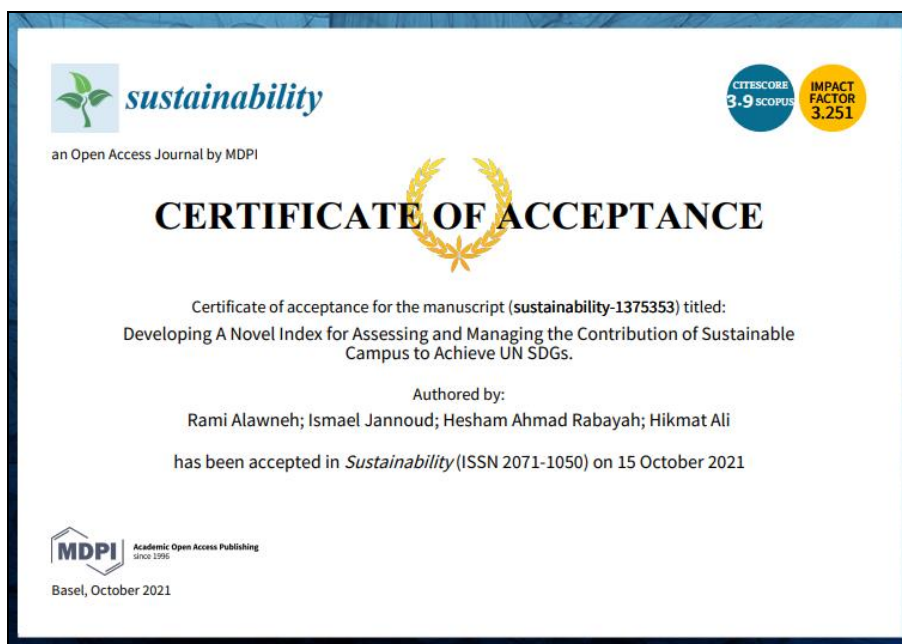 sustainability
CITESCORE
3.9 SCOPUS
IMPACT
FACTOR
3.251
an Open Access Journal by MDPI
CERTIFICATE OF ACCEPTANCE
Certificate of acceptance for the manuscript (sustainability-1375353) titled:
Developing A Novel Index for Assessing and Managing the Contribution of Sustainable
Campus to Achieve UN SDGs.
Authored by:
Rami Alawneh; Ismael Jannoud; Hesham Ahmad Rabayah; Hikmat Ali
has been accepted in Sustainability (ISSN 2071-1050) on 15 October 2021
MDPI
Academic Open Access Publishing
since 1996
Basel, October 2021